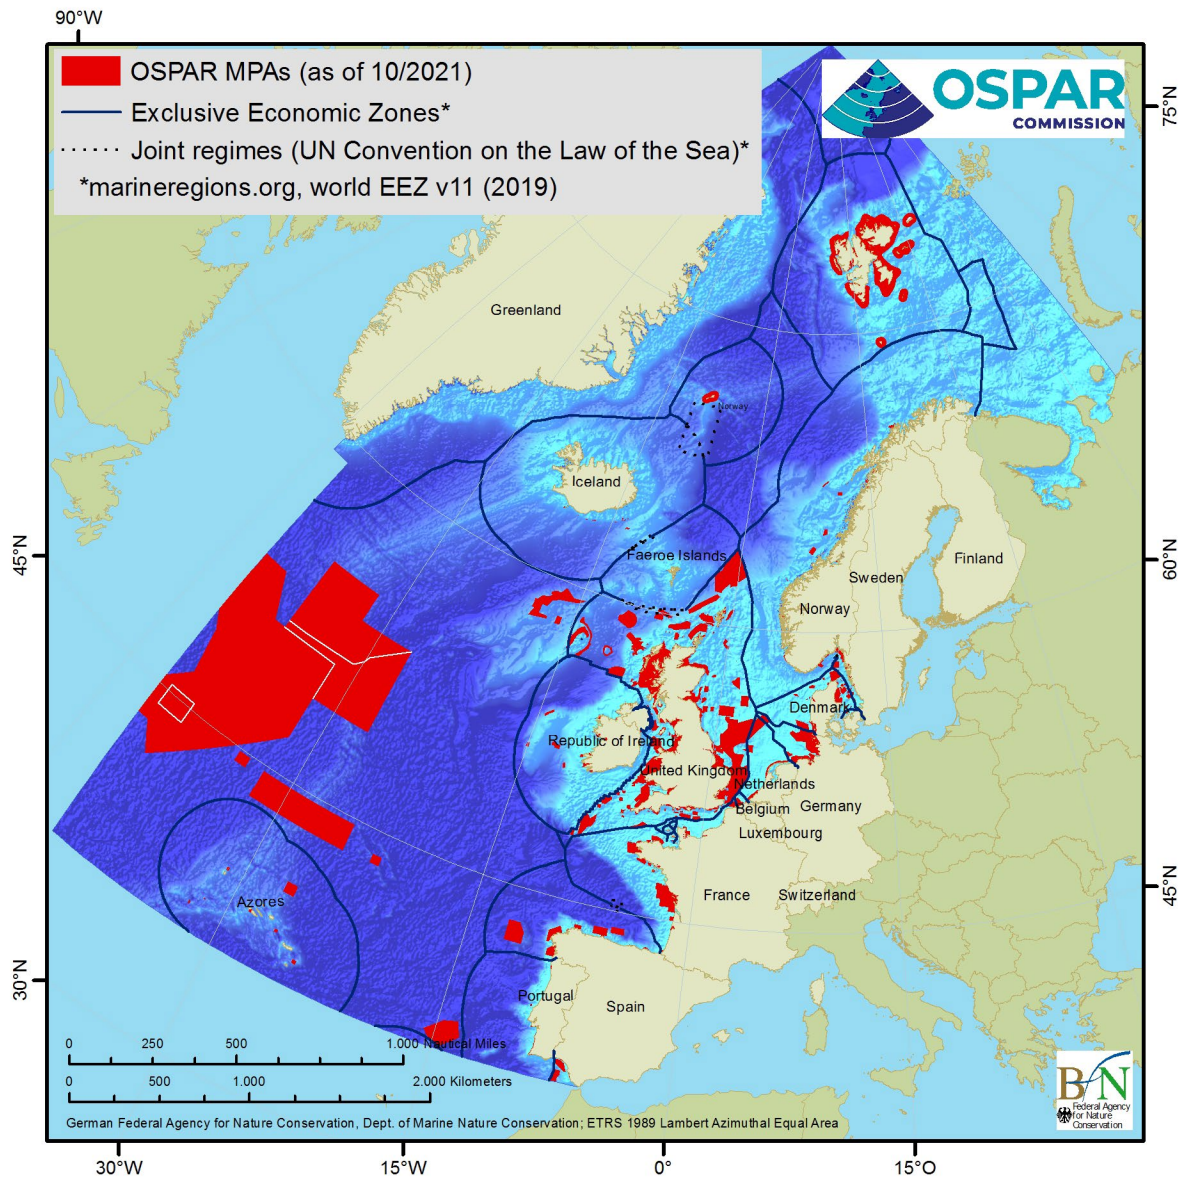 90°W
OSPAR MPAs (as of 10/2021)
Exclusive Economic Zones*
Joint regimes (UN Convention on the Law of the Sea)*
*marineregions.org, world EEZ v11 (2019)
OSPAR
COMMISSION
75°N
Greenland
Norway
Iceland
45°N
Faeroe Islands
60°N
Finland
Sweden
Norway
Denmark
Republic of Ireland
United Kingdom
Netherlands
Belgium
Germany
Luxembourg
France
Switzerland
45°N
Azores
30°N
Portugal
Spain
0 250 500 1.000 Nautical Miles
0 500 1.000 2.000 Kilometers
BfN
Federal Agency
for Nature
Conservation
German Federal Agency for Nature Conservation, Dept. of Marine Nature Conservation; ETRS 1989 Lambert Azimuthal Equal Area
30°W
15°W
0°
15°O